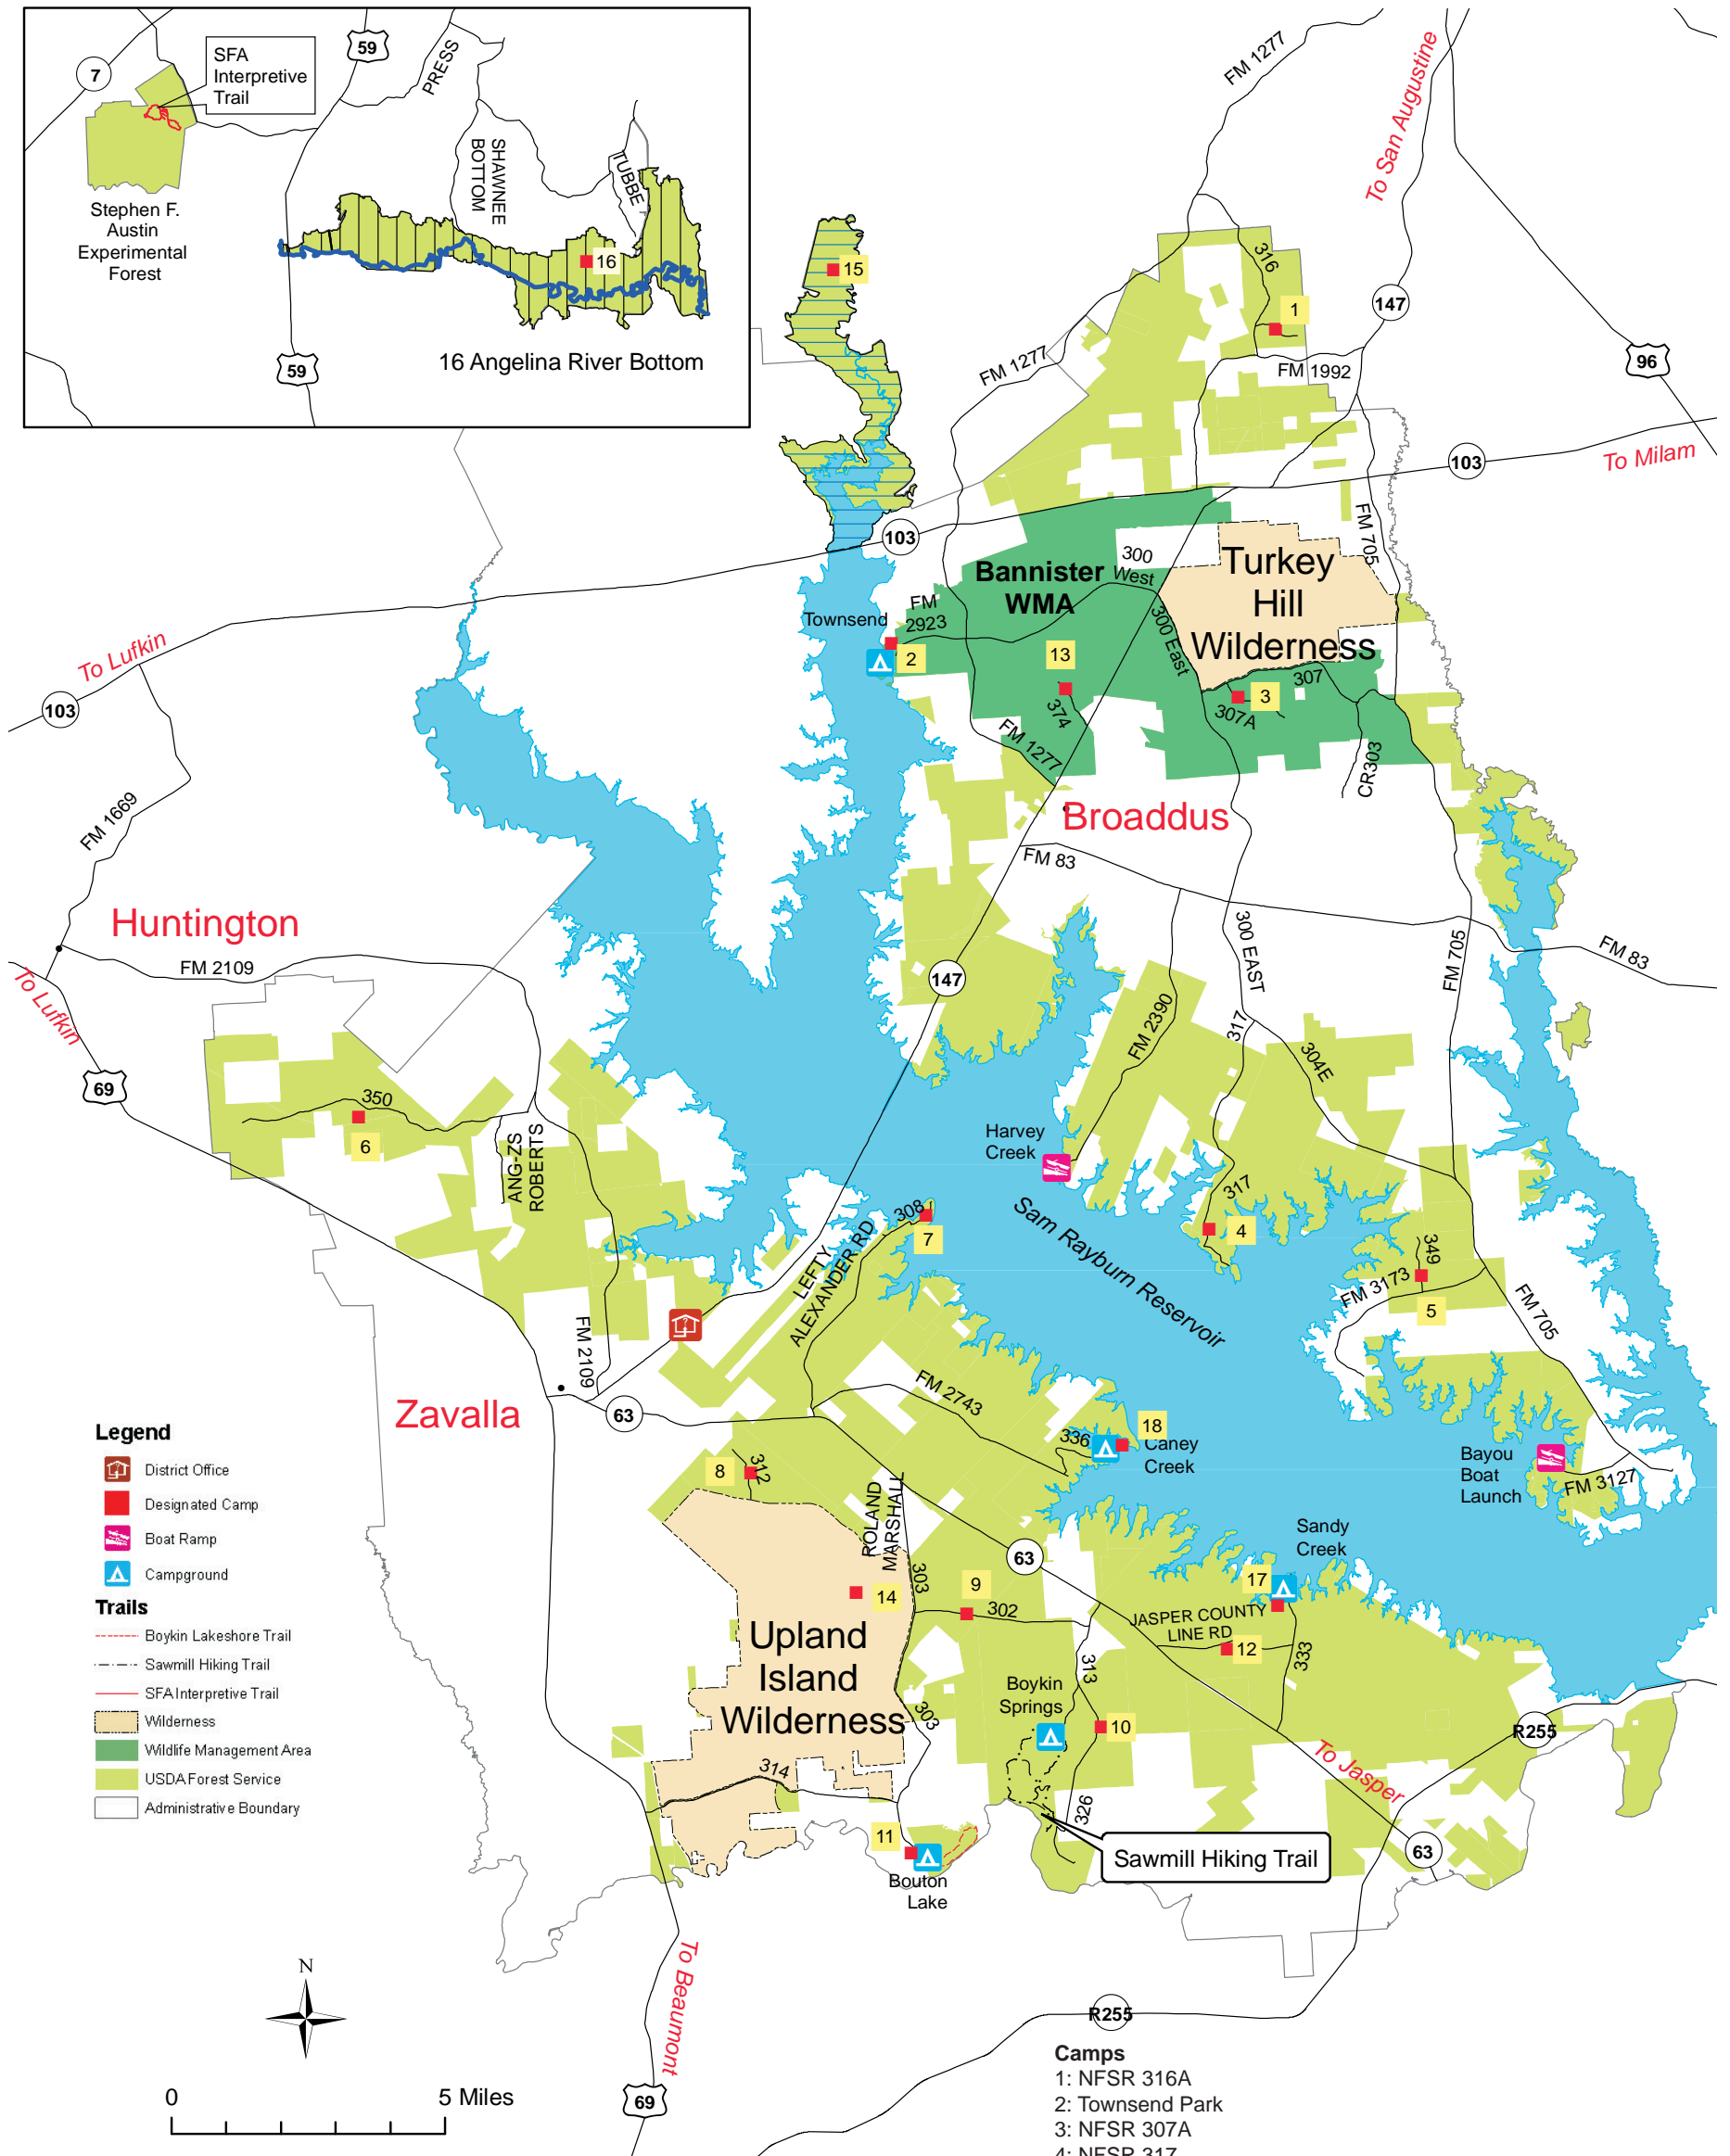 7
SFA
Interpretive
Trail
59
PRESS
SHAWNEE
BOTTOM
TUBBE
Stephen F.
Austin
Experimental
Forest
16
59
16 Angelina River Bottom
FM 1277
To San Augustine
15
316
1
147
FM 1277
FM 1992
96
103
To Milam
103
FM 705
300
West
Bannister
WMA
Turkey
Hill
Wilderness
FM
2923
Townsend
2
300 East
13
307
3
307A
374
FM 1277
CR303
To Lufkin
103
FM 1669
Broaddus
FM 83
Huntington
FM 2109
To Lufkin
69
147
300 EAST
FM 705
FM 83
FM 2390
317
304E
350
6
ANG-ZS
ROBERTS
Harvey
Creek
317
4
308
7
LEFTY
ALEXANDER RD
Sam Rayburn Reservoir
349
FM 3173
5
FM 705
FM 2109
Zavalla
63
FM 2743
336
18
Caney
Creek
Bayou
Boat
Launch
FM 3127
Sandy
Creek
8
312
ROLAND
MARSHALL
63
303
14
9
302
17
JASPER COUNTY
LINE RD
12
333
Upland
Island
Wilderness
313
Boykin
Springs
10
303
314
326
To Jasper
R255
11
Bouton
Lake
Sawmill Hiking Trail
63
To Beaumont
R255
69
Legend
District Office
Designated Camp
Boat Ramp
Campground
Trails
Boykin Lakeshore Trail
Sawmill Hiking Trail
SFA Interpretive Trail
Wilderness
Wildlife Management Area
USDA Forest Service
Administrative Boundary
N
0 5 Miles
Camps
1: NFSR 316A
2: Townsend Park
3: NFSR 307A
4: NFSR 317